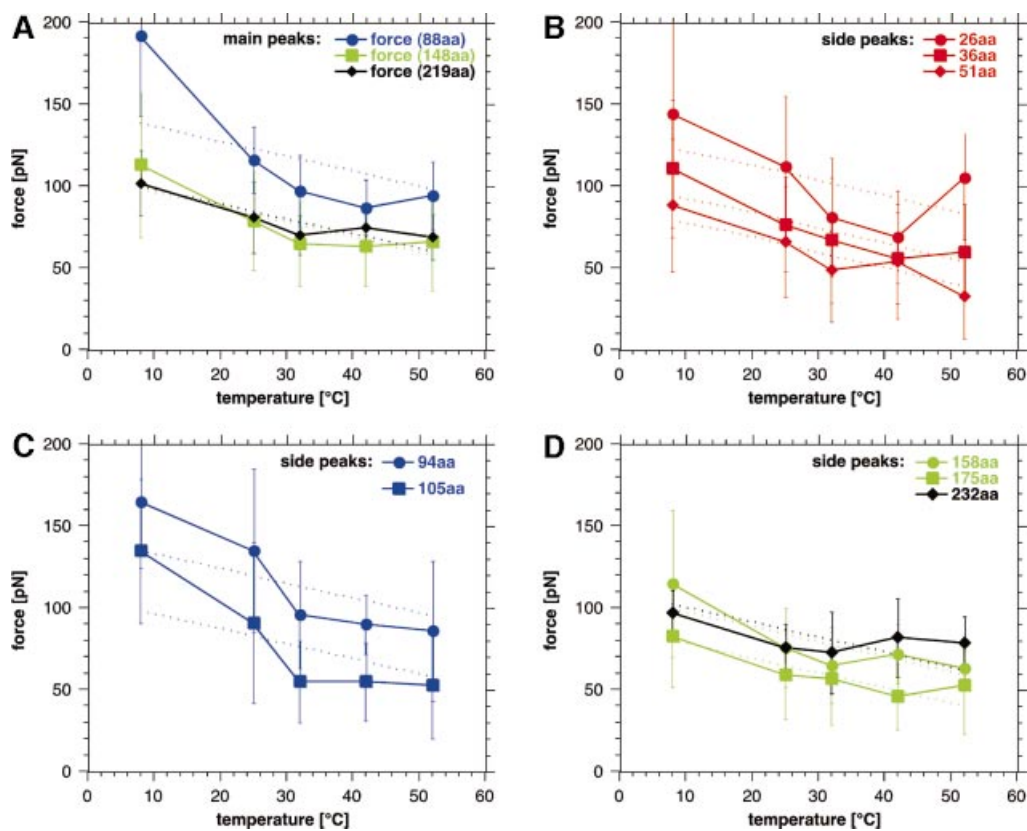 A
main peaks:
force (88aa)
force (148aa)
force (219aa)
200
150
100
50
0
force [pN]
0 10 20 30 40 50 60
temperature [°C]
B
side peaks:
26aa
36aa
51aa
200
150
100
50
0
force [pN]
0 10 20 30 40 50 60
temperature [°C]
C
side peaks:
94aa
105aa
200
150
100
50
0
force [pN]
0 10 20 30 40 50 60
temperature [°C]
D
side peaks:
158aa
175aa
232aa
200
150
100
50
0
force [pN]
0 10 20 30 40 50 60
temperature [°C]